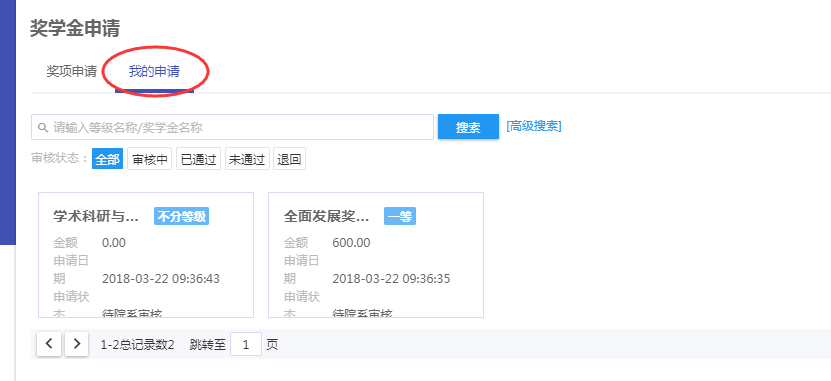 奖学金申请
奖项申请 我的申请
请输入等级名称/奖学金名称 搜索 [高级搜索]
审核状态： 全部 审核中 已通过 未通过 退回
学术科研与... 不分等级
金额 0.00
申请日
期 2018-03-22 09:36:43
申请状
态 待院系审核
全面发展奖... 一等
金额 600.00
申请日
期 2018-03-22 09:36:35
申请状
态 待院系审核
1-2总记录数2 跳转至 1 页